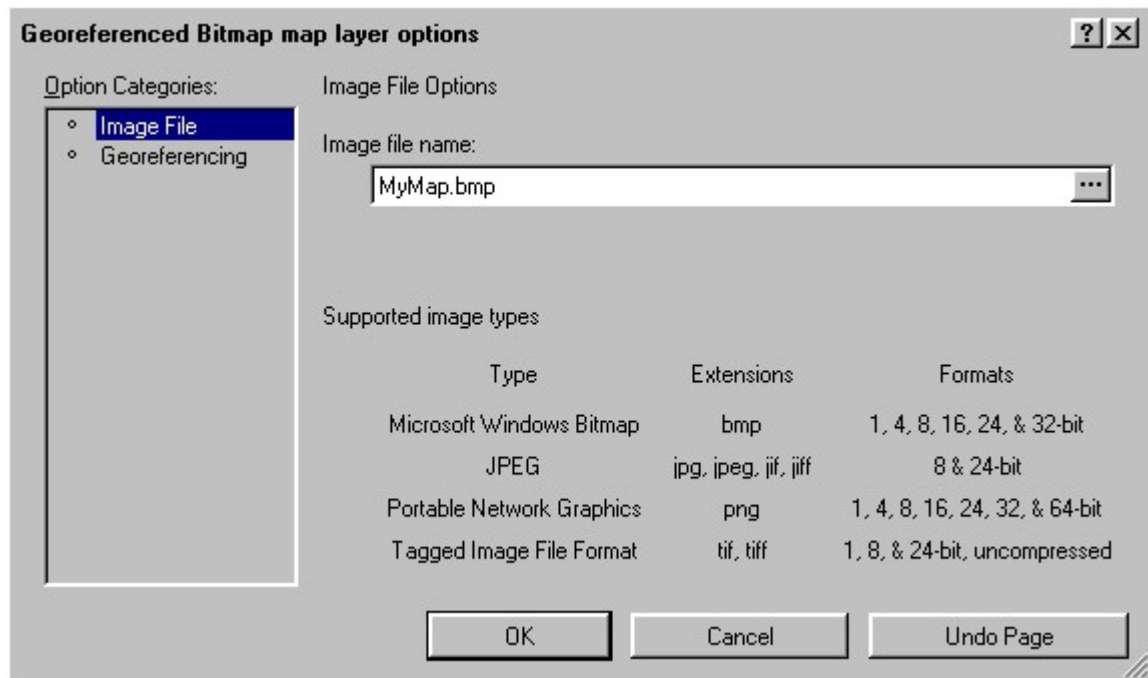 Georeferenced Bitmap map layer options
Option Categories:
Image File
Georeferencing
Image File Options
Image file name:
MyMap.bmp
...
Supported image types
Type Extensions Formats
Microsoft Windows Bitmap bmp 1, 4, 8, 16, 24, & 32-bit
JPEG jpg, jpeg, jif, jiff 8 & 24-bit
Portable Network Graphics png 1, 4, 8, 16, 24, 32, & 64-bit
Tagged Image File Format tif, tiff 1, 8, & 24-bit, uncompressed
OK Cancel Undo Page